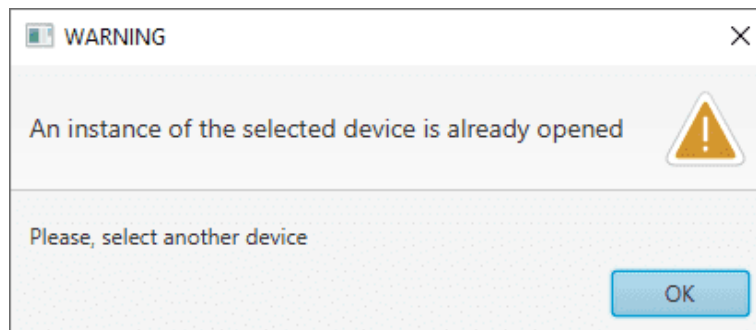 WARNING
An instance of the selected device is already opened
Please, select another device
OK